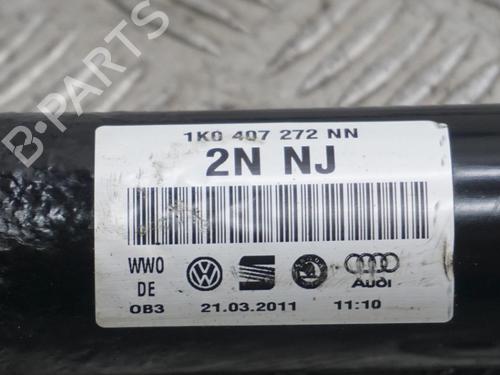 B-PARTS
1K0 407 272 NN
2N NJ
WWO
DE
Audi
OB3 21.03.2011 11:10